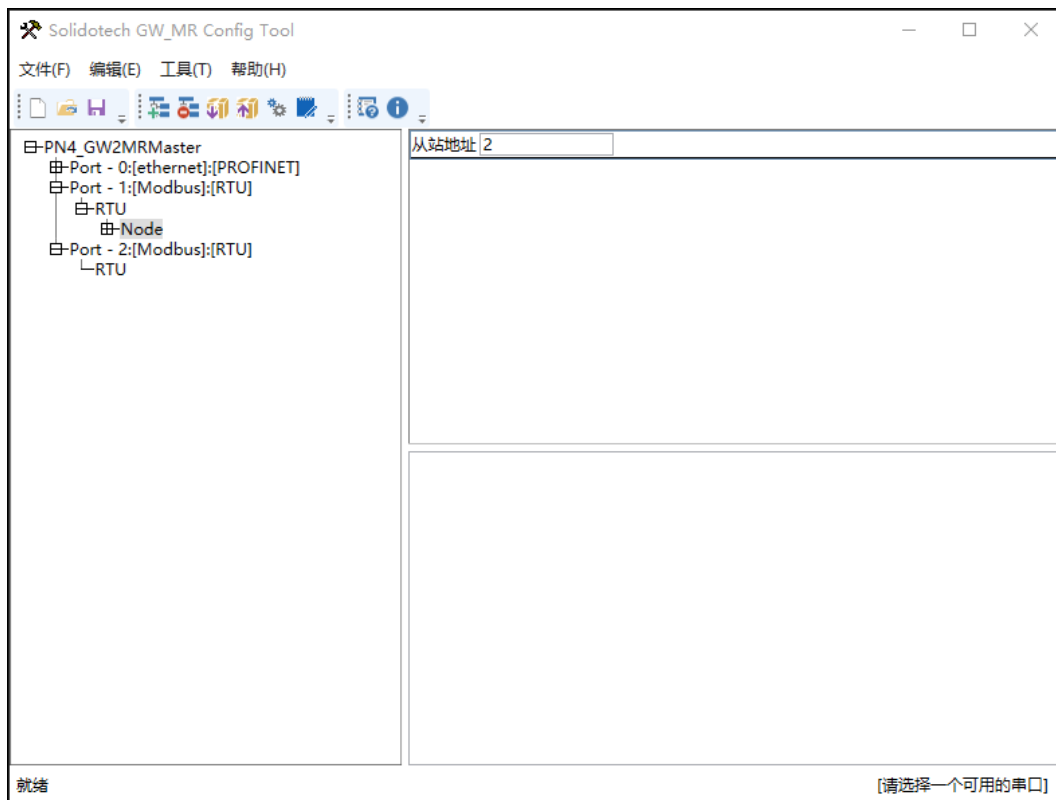 Solidotech GW_MR Config Tool
文件(F) 编辑(E) 工具(T) 帮助(H)
PN4_GW2MRMaster
从站地址 2
Port - 0:[ethernet]:[PROFINET]
Port - 1:[Modbus]:[RTU]
RTU
Node
Port - 2:[Modbus]:[RTU]
RTU
就绪
[请选择一个可用的串口]